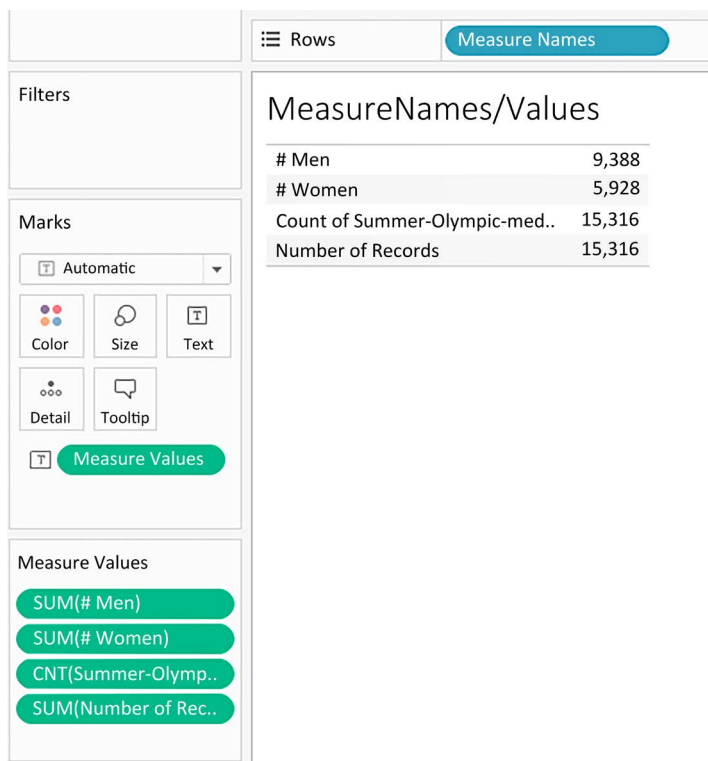 Rows
Measure Names
Filters
MeasureNames/Values
# Men 9,388
# Women 5,928
Count of Summer-Olympic-med.. 15,316
Number of Records 15,316
Marks
T Automatic
Color Size T Text
Detail Tooltip
T Measure Values
Measure Values
SUM(# Men)
SUM(# Women)
CNT(Summer-Olymp..
SUM(Number of Rec..